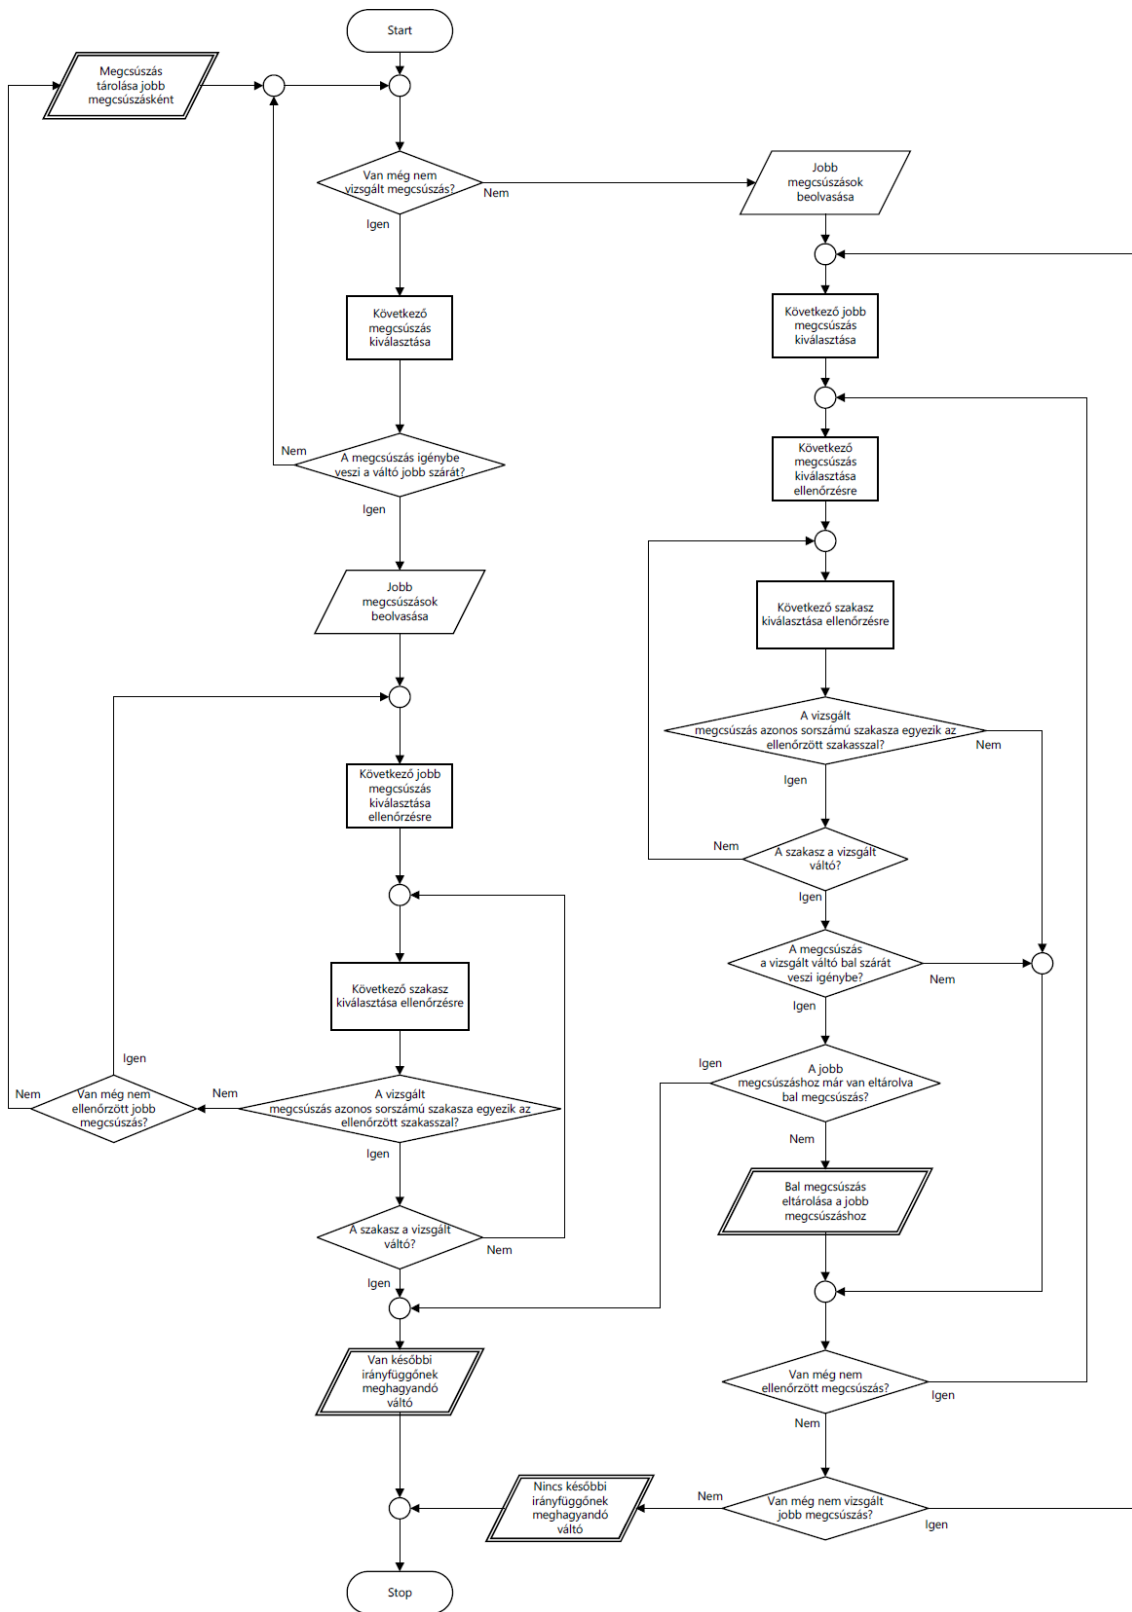 Start
Megcsúszás
tárolása jobb
megcsúszásként
Van még nem
vizsgált megcsúszás?
Nem
Igen
Jobb
megcsúszások
beolvasása
Következő
megcsúszás
kiválasztása
Következő jobb
megcsúszás
kiválasztása
Nem
A megcsúszás igénybe
veszi a váltó jobb szárát?
Igen
Következő
megcsúszás
kiválasztása
ellenőrzésre
Jobb
megcsúszások
beolvasása
Következő szakasz
kiválasztása ellenőrzésre
A vizsgált
megcsúszás azonos sorszámú szakasza egyezik az
ellenőrzött szakasszal?
Nem
Igen
Következő jobb
megcsúszás
kiválasztása
ellenőrzésre
Nem
A szakasz a vizsgált
váltó?
Igen
A megcsúszás
a vizsgált váltó bal szárát
veszi igénybe?
Nem
Igen
Következő szakasz
kiválasztása ellenőrzésre
Igen
Nem
Van még nem
ellenőrzött jobb
megcsúszás?
Nem
A vizsgált
megcsúszás azonos sorszámú szakasza egyezik az
ellenőrzött szakasszal?
Igen
Igen
A jobb
megcsúszáshoz már van eltárolva
bal megcsúszás?
Nem
Bal megcsúszás
eltárolása a jobb
megcsúszáshoz
A szakasz a vizsgált
váltó?
Nem
Igen
Van későbbi
irányfüggőnek
meghagyandó
váltó
Van még nem
ellenőrzött megcsúszás?
Igen
Nem
Nincs későbbi
irányfüggőnek
meghagyandó
váltó
Nem
Van még nem vizsgált
jobb megcsúszás?
Igen
Stop